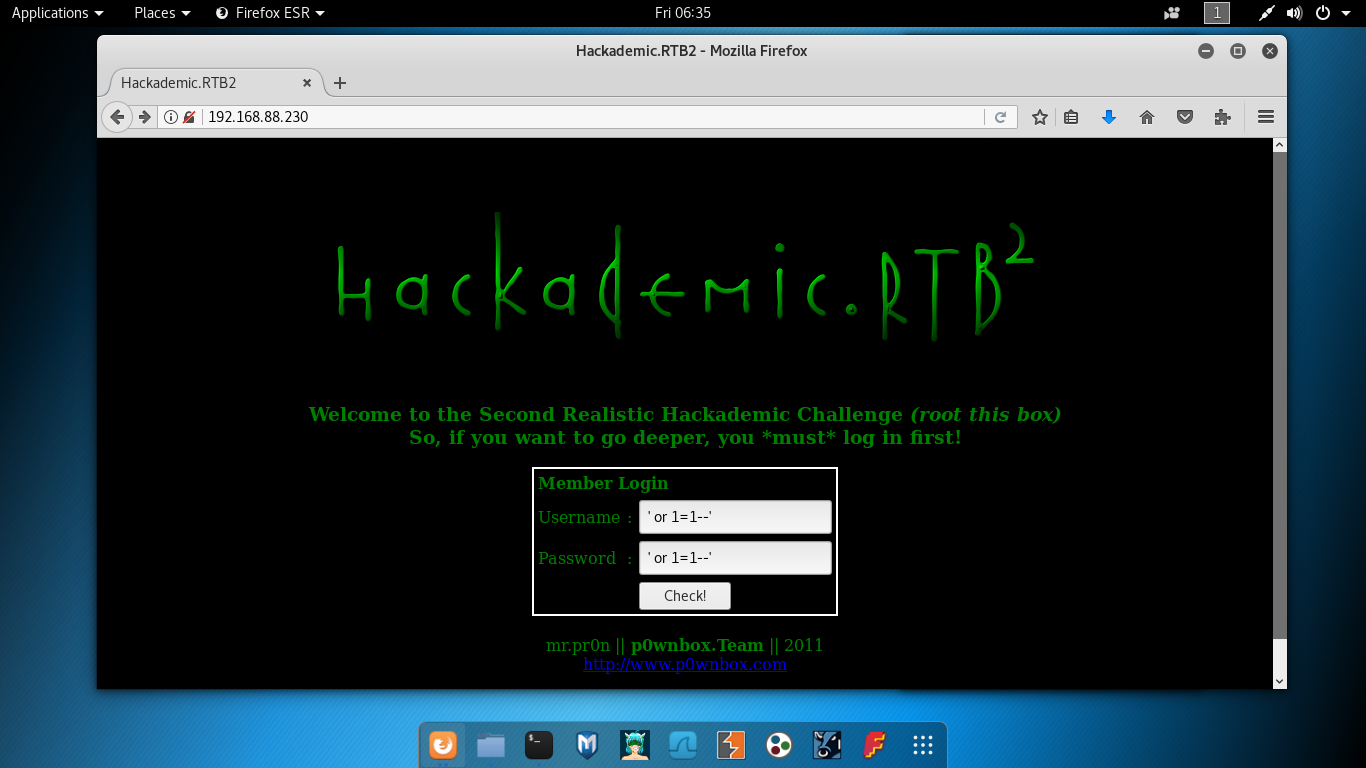 Applications Places Firefox ESR Fri 06:35 1
Hackademic.RTB2 - Mozilla Firefox
Hackademic.RTB2
192.168.88.230
hackademic.RTB2
Welcome to the Second Realistic Hackademic Challenge (root this box)
So, if you want to go deeper, you *must* log in first!
Member Login
Username : ' or 1=1--'
Password : ' or 1=1--'
Check!
mr.pr0n || p0wnbox.Team || 2011
http://www.p0wnbox.com